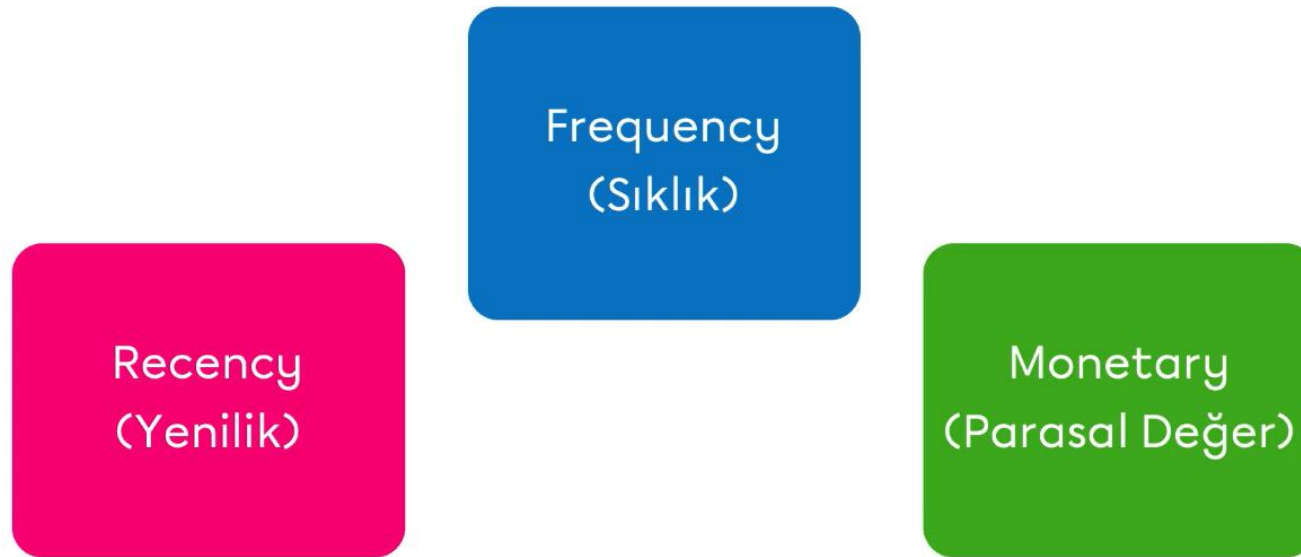 Frequency
(Sıklık)
Recency
(Yenilik)
Monetary
(Parasal Değer)